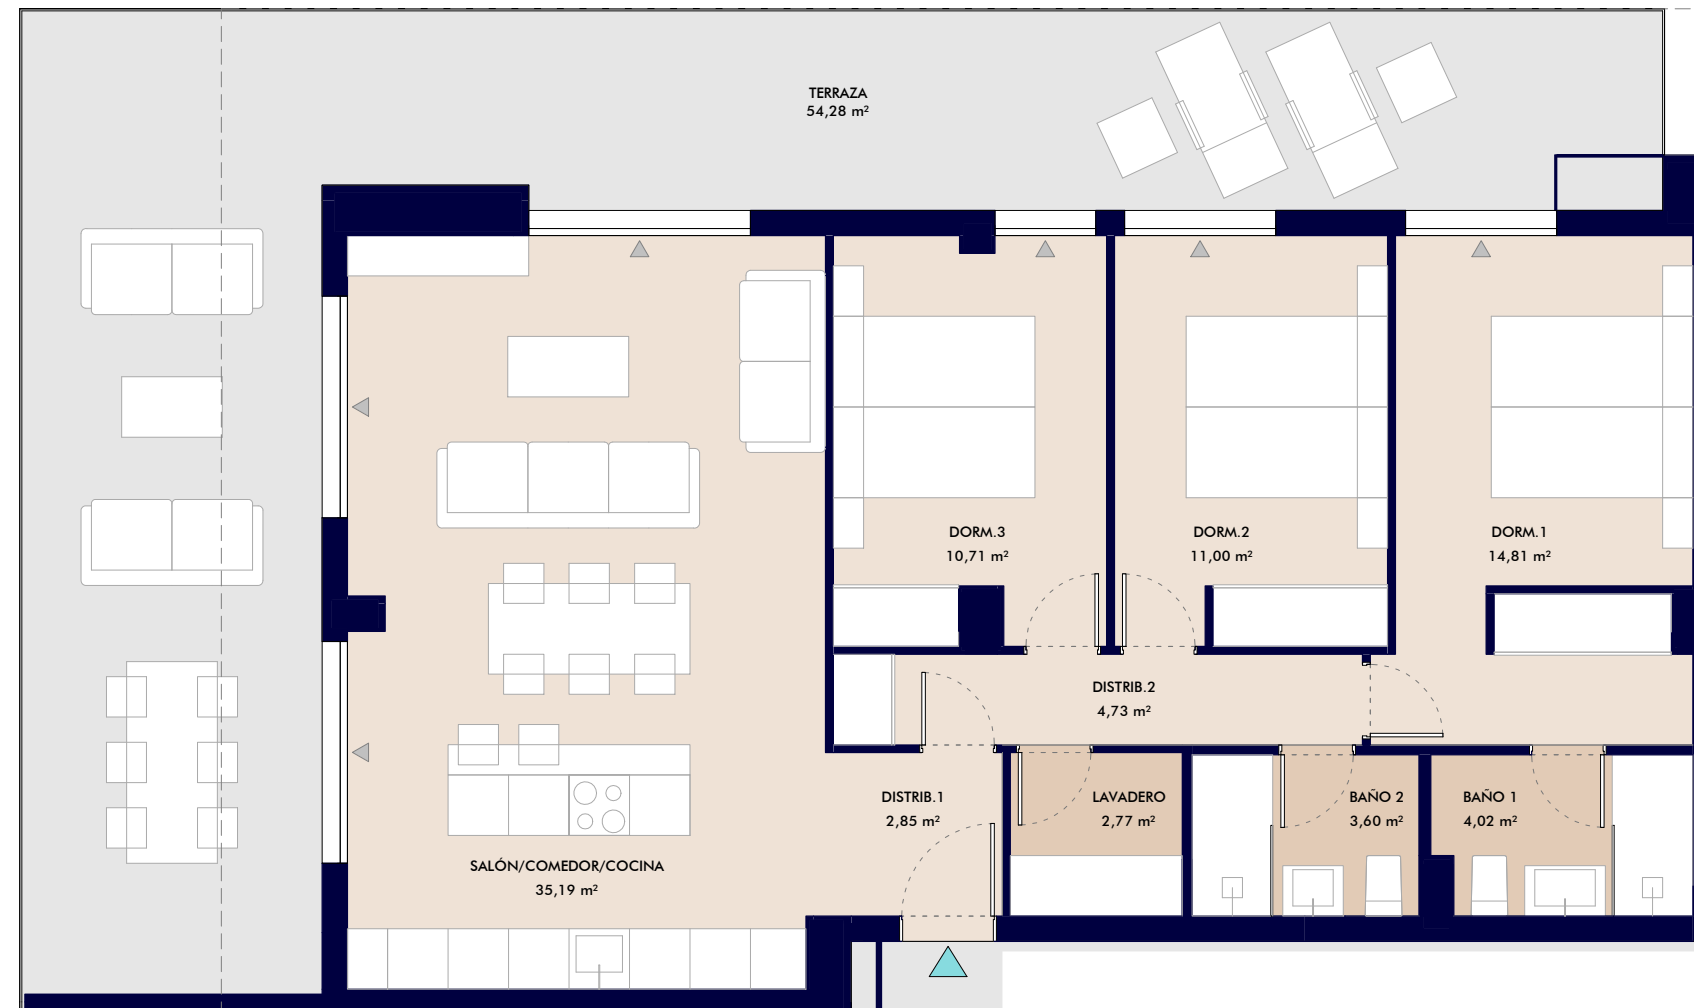 TERRAZA
54,28 m²
DORM.3
10,71 m²
DORM.2
11,00 m²
DORM.1
14,81 m²
DISTRIB.2
4,73 m²
DISTRIB.1
2,85 m²
LAVADERO
2,77 m²
BAÑO 2
3,60 m²
BAÑO 1
4,02 m²
SALÓN/COMEDOR/COCINA
35,19 m²